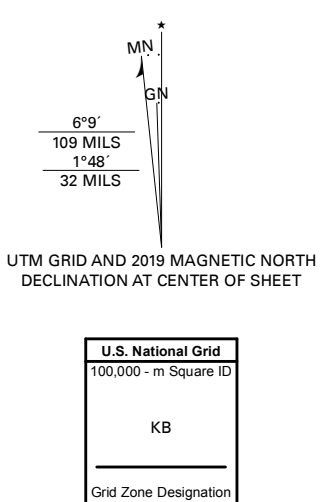 ★
MN
GN
6°9´
109 MILS
1°48´
32 MILS
UTM GRID AND 2019 MAGNETIC NORTH
DECLINATION AT CENTER OF SHEET
U.S. National Grid
100,000 - m Square ID
KB
Grid Zone Designation